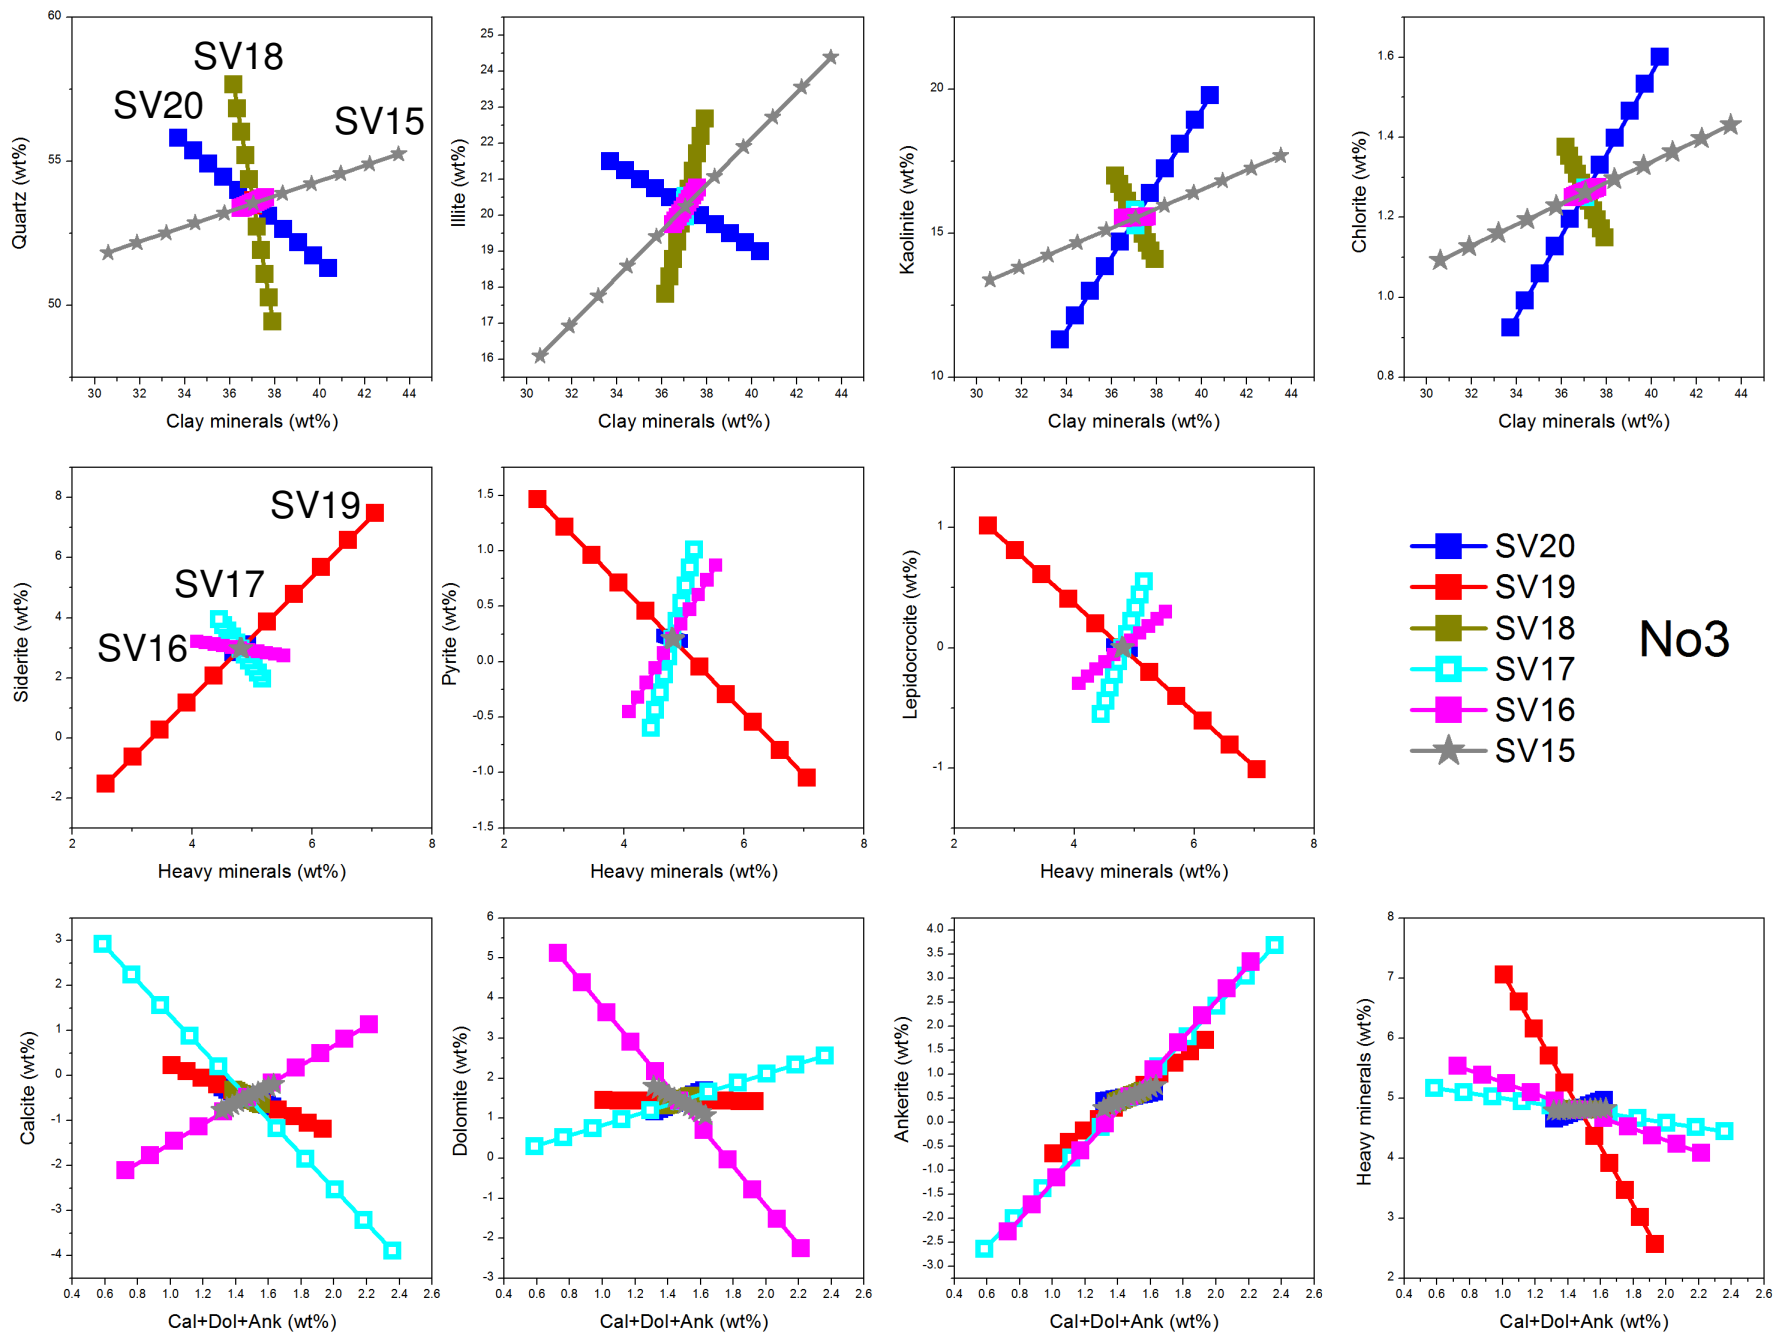 60
55
50
Quartz (wt%)
SV18
SV20
SV15
30 32 34 36 38 40 42 44
Clay minerals (wt%)
25
24
23
22
21
20
19
18
17
16
Illite (wt%)
30 32 34 36 38 40 42 44
Clay minerals (wt%)
20
15
10
Kaolinite (wt%)
30 32 34 36 38 40 42 44
Clay minerals (wt%)
1.6
1.4
1.2
1.0
0.8
Chlorite (wt%)
30 32 34 36 38 40 42 44
Clay minerals (wt%)
8
6
4
2
0
-2
Siderite (wt%)
SV19
SV17
SV16
2 4 6 8
Heavy minerals (wt%)
1.5
1.0
0.5
0.0
-0.5
-1.0
-1.5
Pyrite (wt%)
2 4 6 8
Heavy minerals (wt%)
1
0
-1
Lepidocrocite (wt%)
2 4 6 8
Heavy minerals (wt%)
SV20
SV19
SV18
SV17
SV16
SV15
No3
3
2
1
0
-1
-2
-3
-4
Calcite (wt%)
0.4 0.6 0.8 1.0 1.2 1.4 1.6 1.8 2.0 2.2 2.4 2.6
Cal+Dol+Ank (wt%)
6
5
4
3
2
1
0
-1
-2
-3
Dolomite (wt%)
0.4 0.6 0.8 1.0 1.2 1.4 1.6 1.8 2.0 2.2 2.4 2.6
Cal+Dol+Ank (wt%)
4.0
3.5
3.0
2.5
2.0
1.5
1.0
0.5
0.0
-0.5
-1.0
-1.5
-2.0
-2.5
-3.0
Ankerite (wt%)
0.4 0.6 0.8 1.0 1.2 1.4 1.6 1.8 2.0 2.2 2.4 2.6
Cal+Dol+Ank (wt%)
8
7
6
5
4
3
2
Heavy minerals (wt%)
0.4 0.6 0.8 1.0 1.2 1.4 1.6 1.8 2.0 2.2 2.4 2.6
Cal+Dol+Ank (wt%)